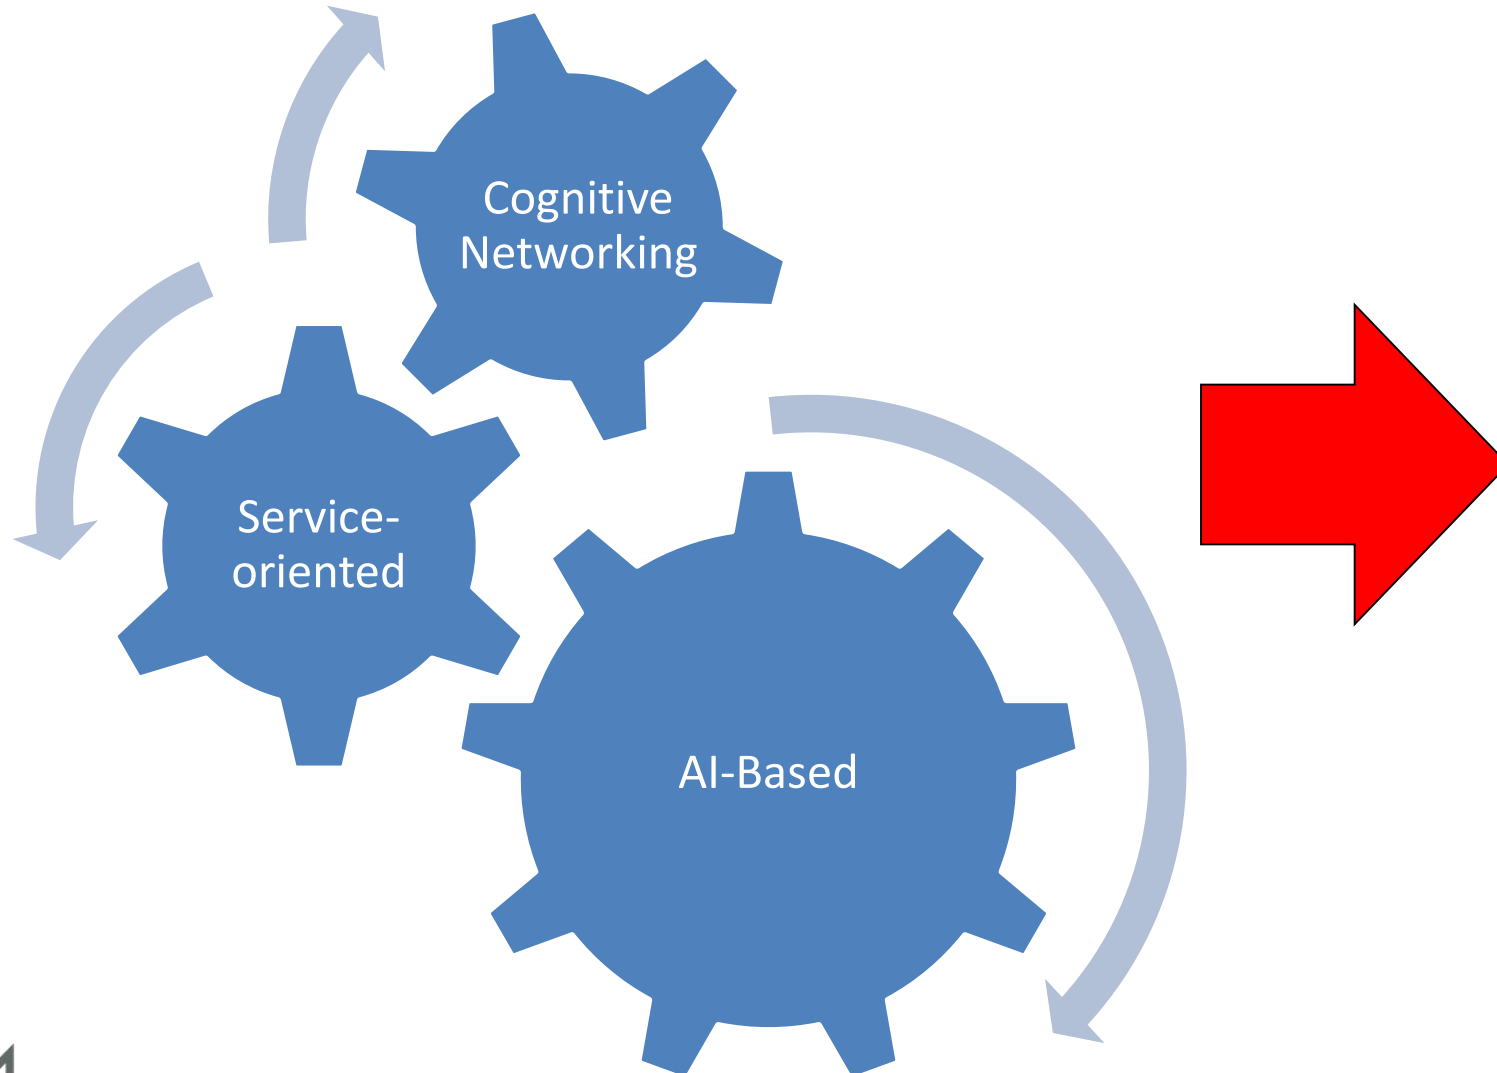 Cognitive
Networking
Service-
oriented
AI-Based